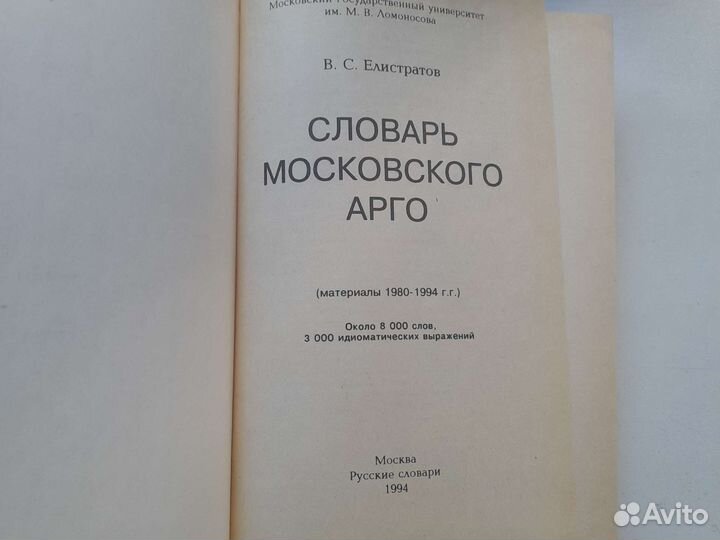 Московский государственный университет
им. М. В. Ломоносова
В. С. Елистратов
СЛОВАРЬ
МОСКОВСКОГО
АРГО
(материалы 1980-1994 г.г.)
Около 8 000 слов,
3 000 идиоматических выражений
Москва
Русские словари
1994
Avito